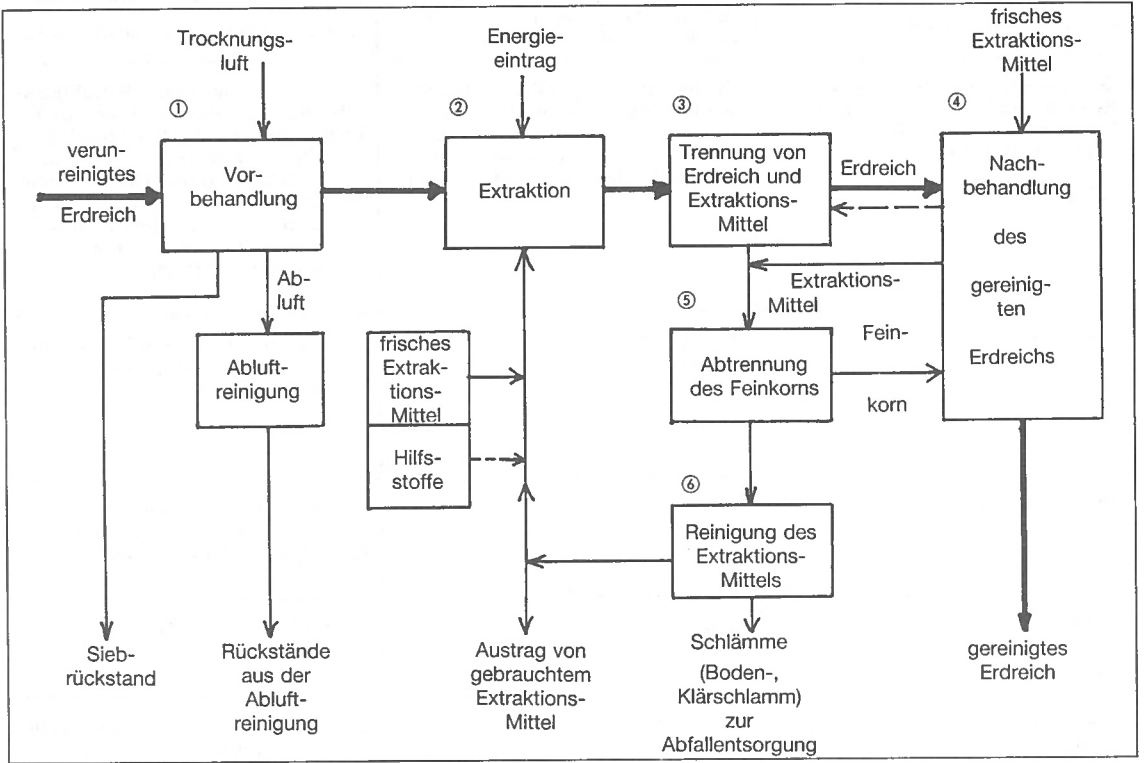 Trocknungs-
luft
Energie-
eintrag
frisches
Extraktions-
Mittel
①
②
③
④
verun-
reinigtes
Erdreich
Vor-
behandlung
Extraktion
Trennung von
Erdreich und
Extraktions-
Mittel
Erdreich
Nach-
behandlung
des
gereinig-
ten
Erdreichs
Ab-
luft
Extraktions-
Mittel
⑤
Abluft-
reinigung
frisches
Extrak-
tions-
Mittel
Hilfs-
stoffe
Abtrennung
des Feinkorns
Fein-
korn
⑥
Reinigung des
Extraktions-
Mittels
Sieb-
rückstand
Rückstände
aus der
Abluft-
reinigung
Austrag von
gebrauchtem
Extraktions-
Mittel
Schlämme
(Boden-,
Klärschlamm)
zur
Abfallentsorgung
gereinigtes
Erdreich